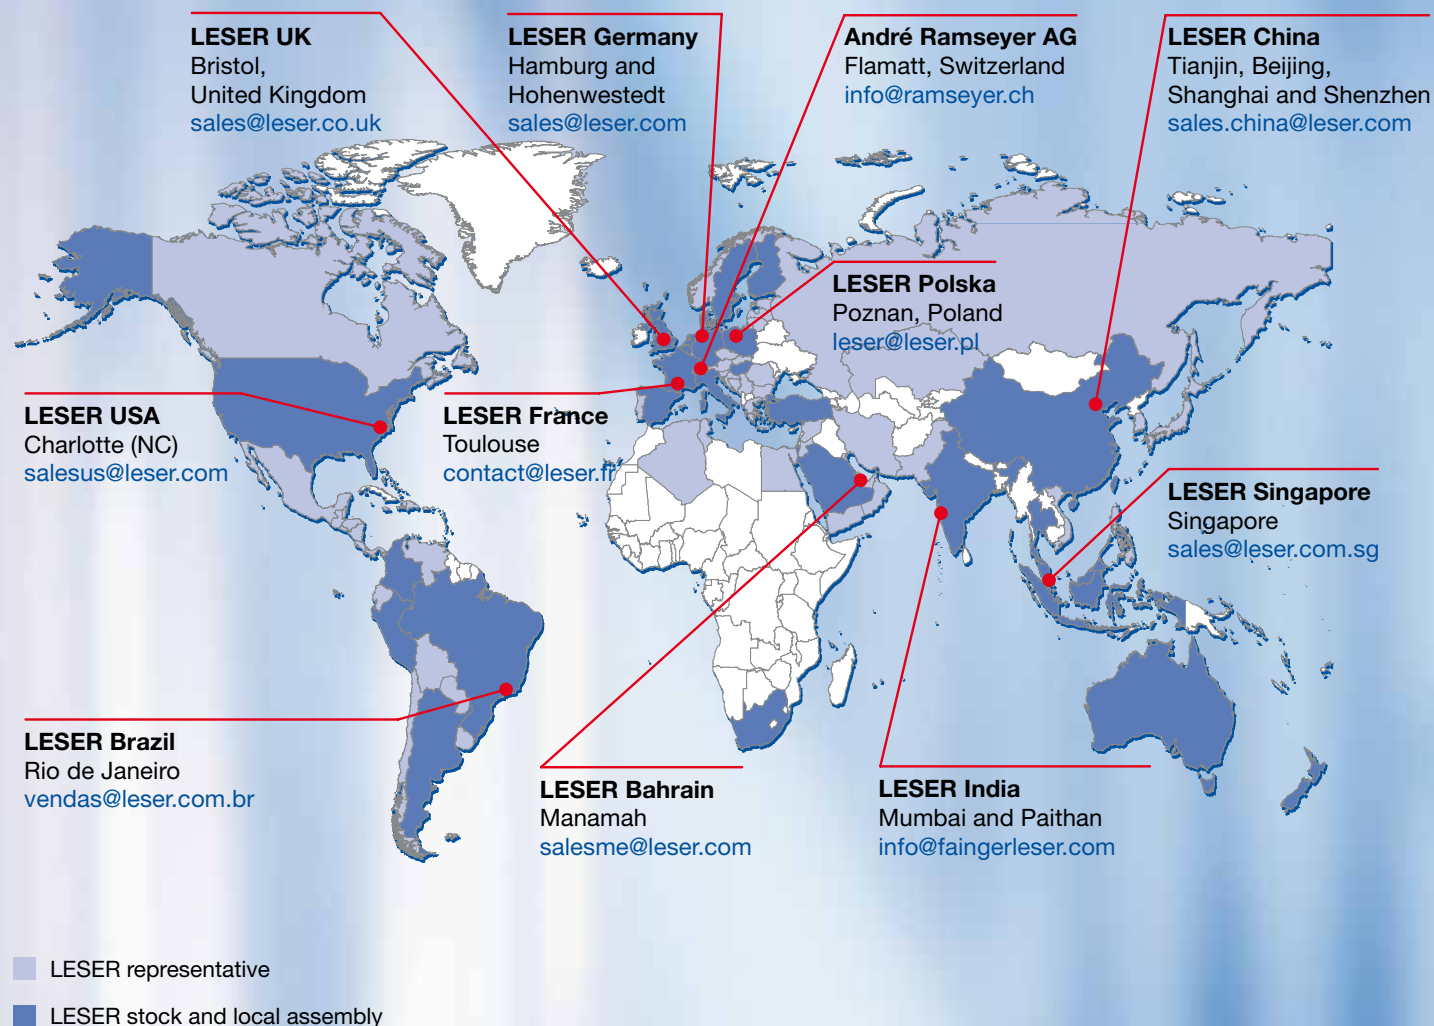 LESER UK
Bristol,
United Kingdom
sales@leser.co.uk
LESER Germany
Hamburg and
Hohenwestedt
sales@leser.com
André Ramseyer AG
Flamatt, Switzerland
info@ramseyer.ch
LESER China
Tianjin, Beijing,
Shanghai and Shenzhen
sales.china@leser.com
LESER Polska
Poznan, Poland
leser@leser.pl
LESER USA
Charlotte (NC)
salesus@leser.com
LESER France
Toulouse
contact@leser.fr
LESER Singapore
Singapore
sales@leser.com.sg
LESER Brazil
Rio de Janeiro
vendas@leser.com.br
LESER Bahrain
Manamah
salesme@leser.com
LESER India
Mumbai and Paithan
info@faingerleser.com
LESER representative
LESER stock and local assembly